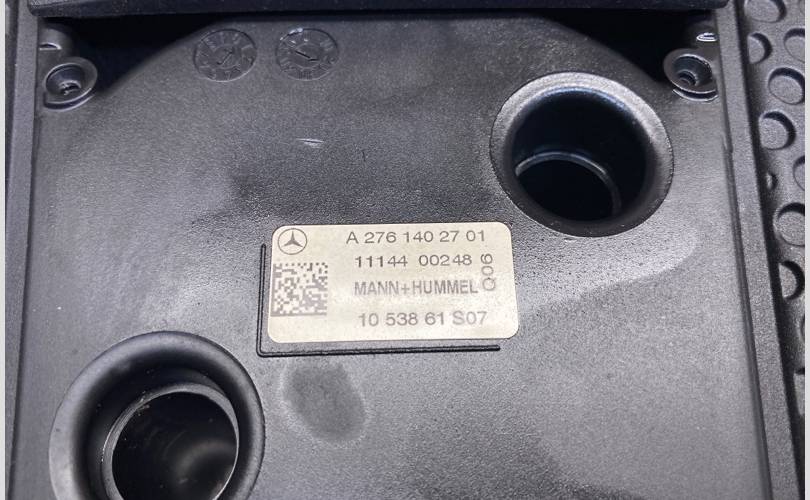 A 276 140 27 01
11144 00248
Q06
MANN+HUMMEL
10 538 61 S07